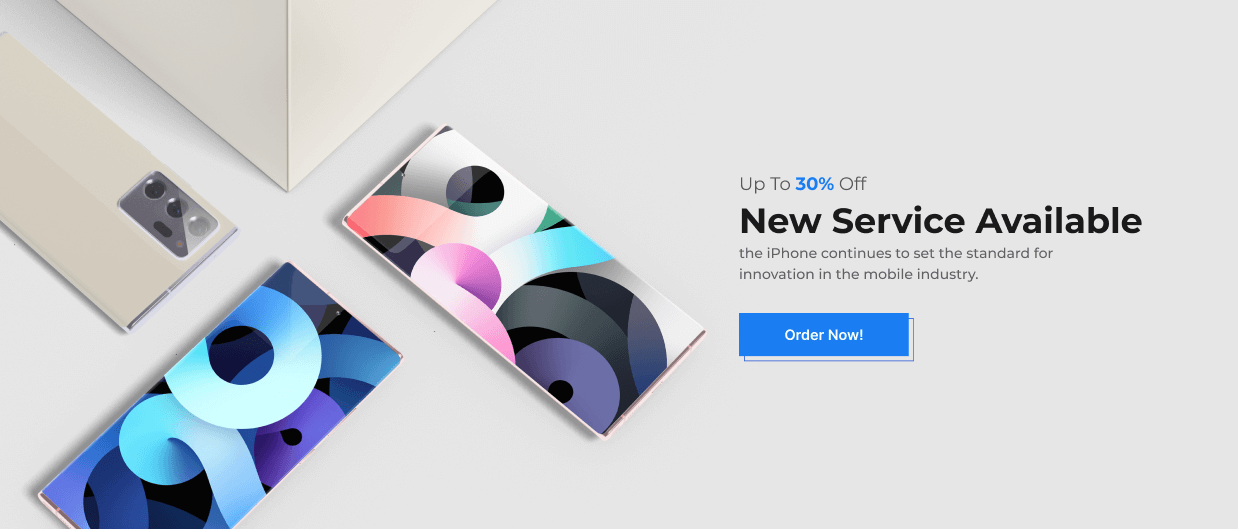 Up To 30% Off
New Service Available
the iPhone continues to set the standard for
innovation in the mobile industry.
Order Now!